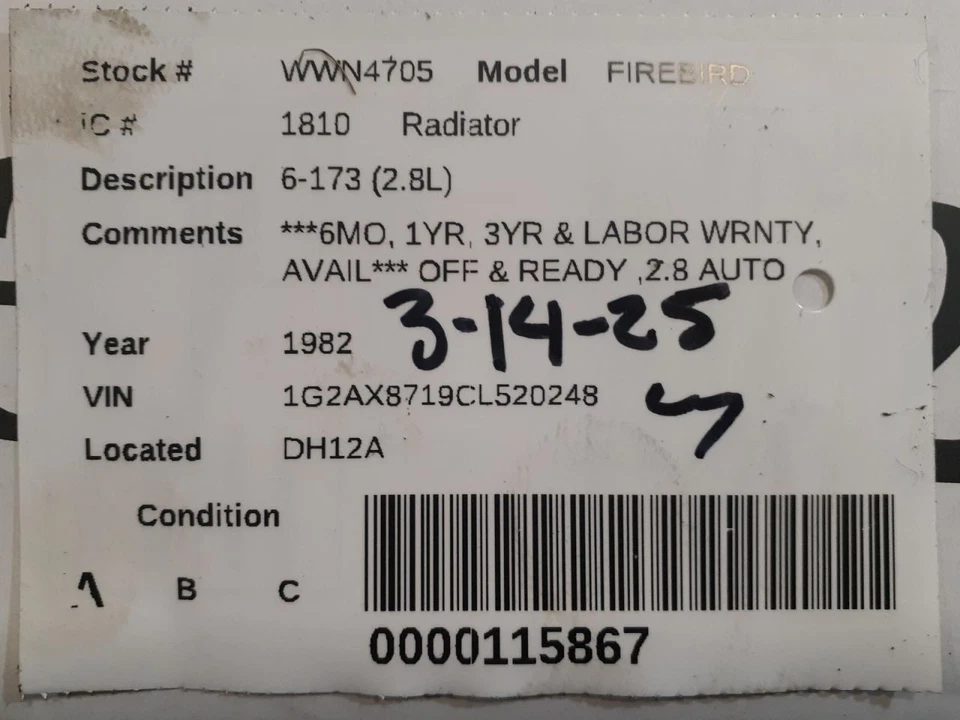 Stock # WWN4705 Model FIREBIRD
IC # 1810 Radiator
Description 6-173 (2.8L)
Comments ***6MO, 1YR, 3YR & LABOR WRNTY,
AVAIL*** OFF & READY ,2.8 AUTO
3-14-25
Year 1982
VIN 1G2AX8719CL520248
Located DH12A
Condition
A B C
0000115867